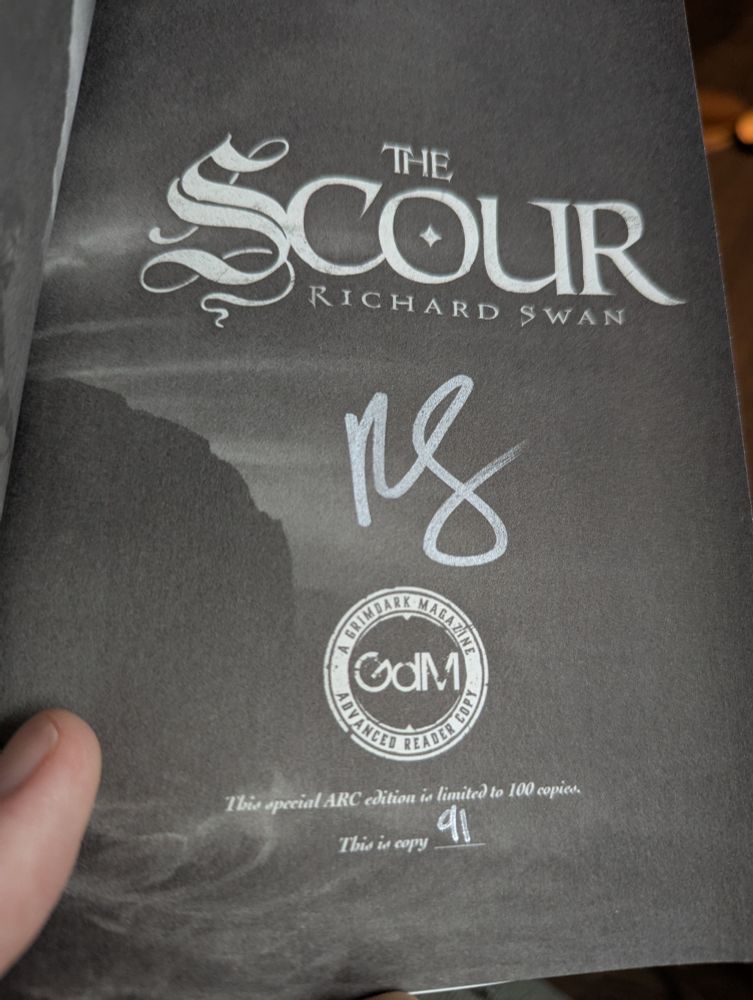 THE
SCOUR
RICHARD SWAN
RS
A GRIMDARK MAGAZINE
GdM
ADVANCED READER COPY
This special ARC edition is limited to 100 copies.
This is copy 91